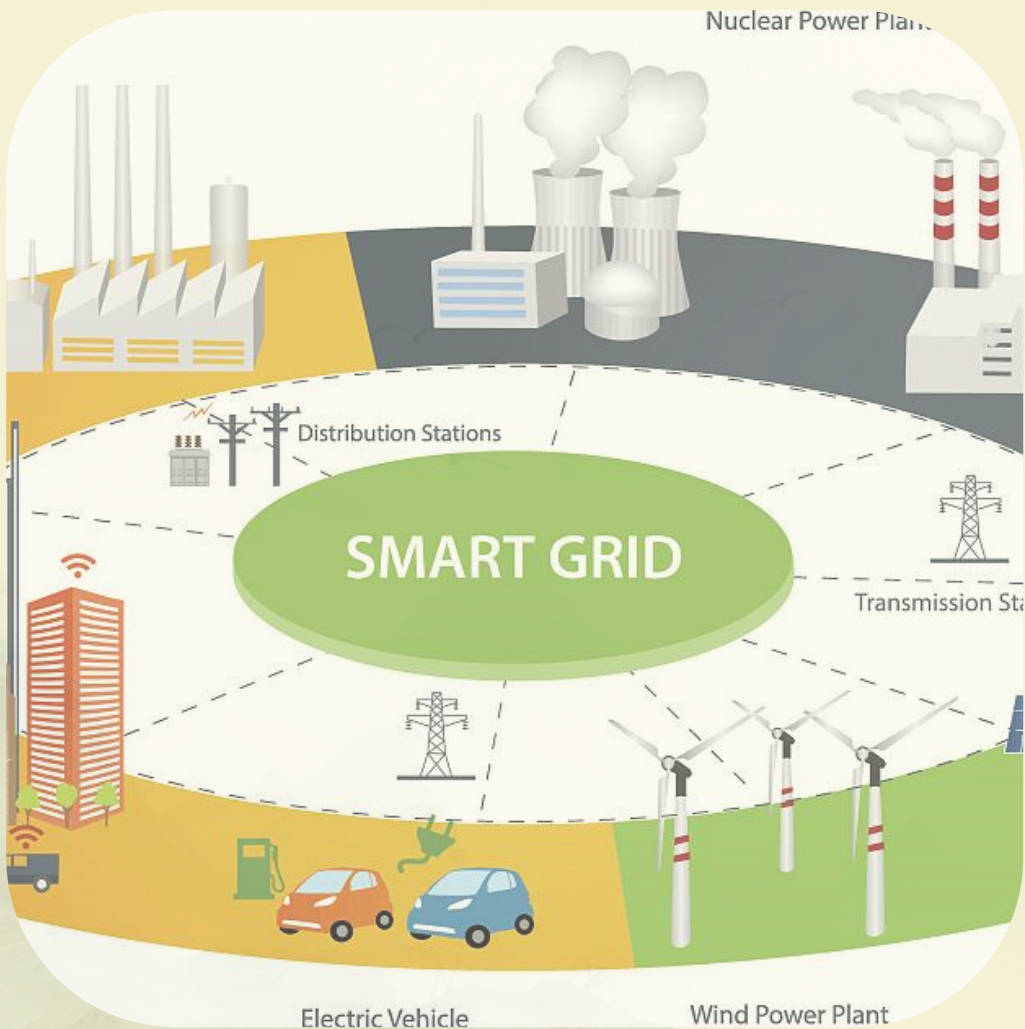 Nuclear Power
Distribution Stations
SMART GRID
Transmission
Electric Vehicle
Wind Power Plant